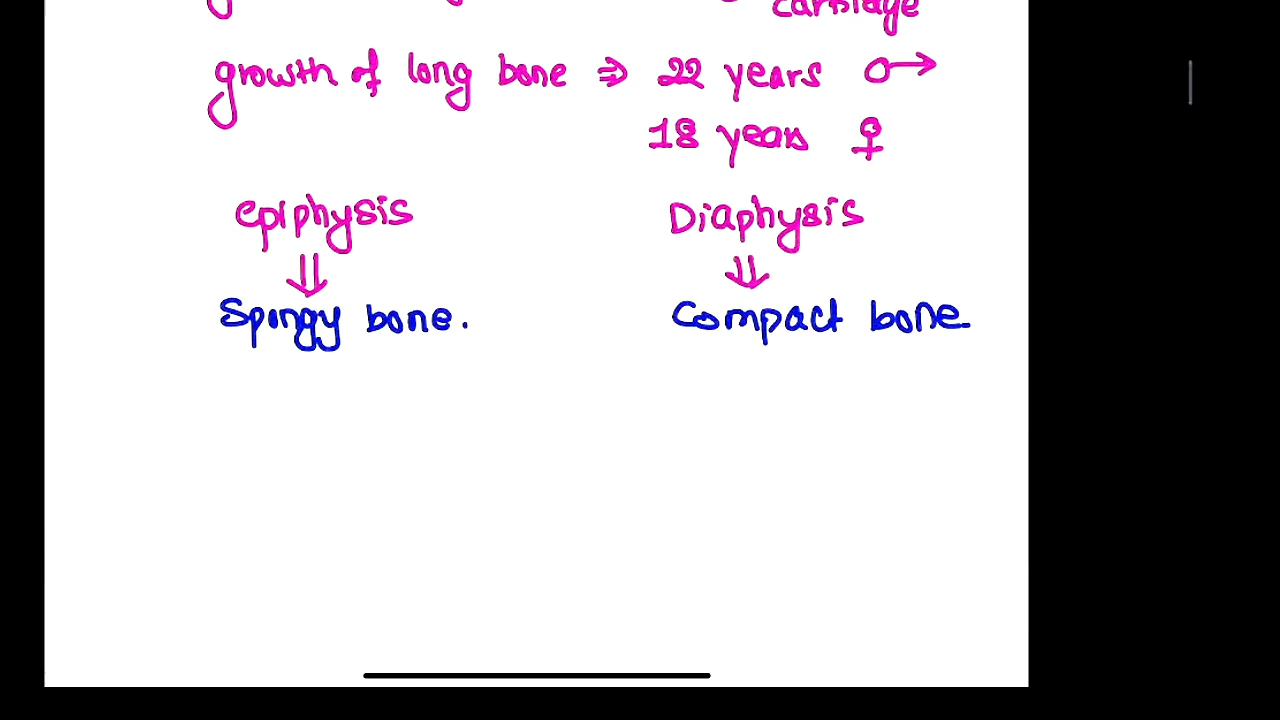 cartilage
growth of long bone ⇒ 22 years ♂
18 years ♀
epiphysis Diaphysis
⇓ ⇓
Spongy bone. Compact bone.